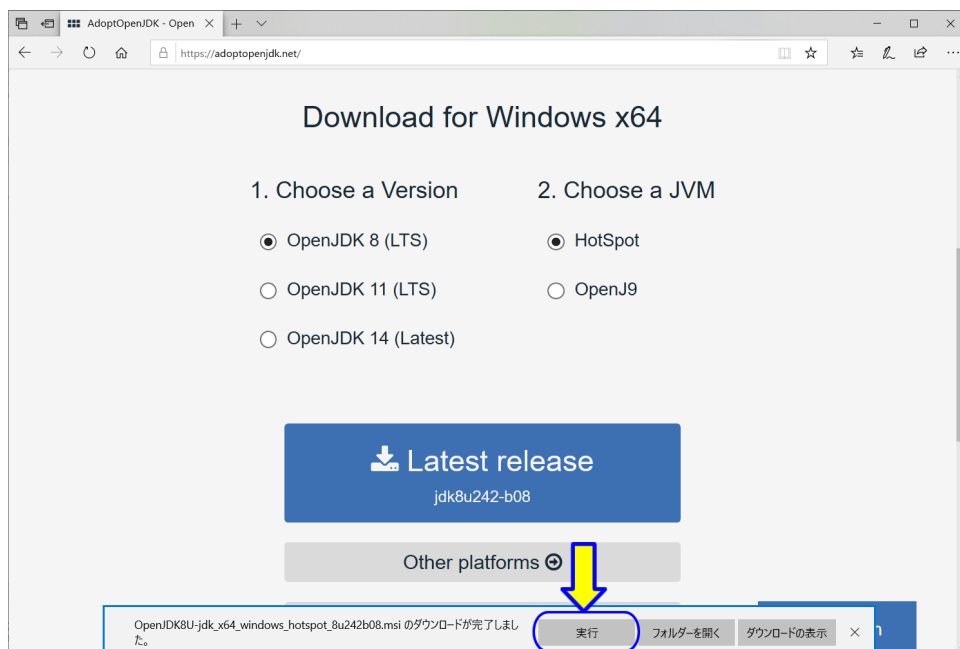 AdoptOpenJDK - Open
https://adoptopenjdk.net/
Download for Windows x64
1. Choose a Version
2. Choose a JVM
OpenJDK 8 (LTS)
HotSpot
OpenJDK 11 (LTS)
OpenJ9
OpenJDK 14 (Latest)
Latest release
jdk8u242-b08
Other platforms
OpenJDK8U-jdk_x64_windows_hotspot_8u242b08.msi のダウンロードが完了しまし
た。
実行
フォルダーを開く
ダウンロードの表示